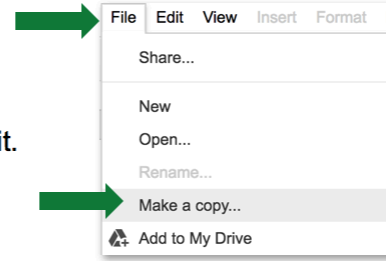 File Edit View Insert Format
Share...
New
Open...
it.
Rename...
Make a copy...
Add to My Drive